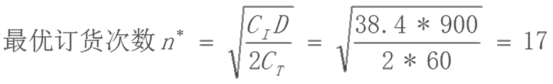 最优订货次数 n* = √(C_I D / 2C_T) = √(38.4 * 900 / 2 * 60) = 17